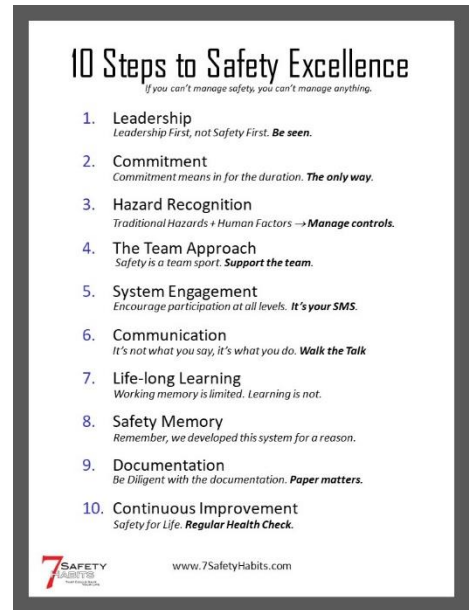 10 Steps to Safety Excellence
If you can't manage safety, you can't manage anything.
1. Leadership
Leadership First, not Safety First. Be seen.
2. Commitment
Commitment means in for the duration. The only way.
3. Hazard Recognition
Traditional Hazards + Human Factors → Manage controls.
4. The Team Approach
Safety is a team sport. Support the team.
5. System Engagement
Encourage participation at all levels. It's your SMS.
6. Communication
It's not what you say, it's what you do. Walk the Talk
7. Life-long Learning
Working memory is limited. Learning is not.
8. Safety Memory
Remember, we developed this system for a reason.
9. Documentation
Be Diligent with the documentation. Paper matters.
10. Continuous Improvement
Safety for Life. Regular Health Check.
7 SAFETY
HABITS
www.7SafetyHabits.com